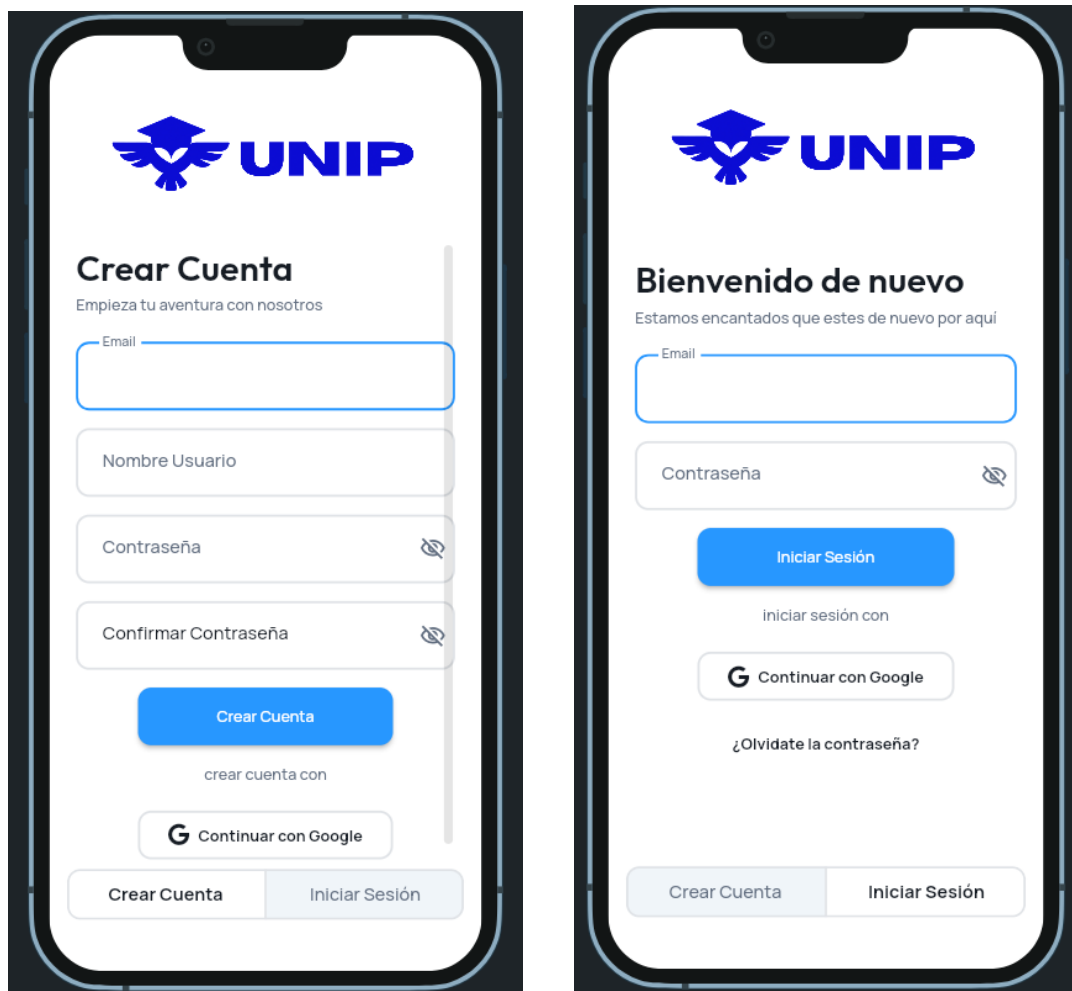 UNIP
Crear Cuenta
Empieza tu aventura con nosotros
Email
Nombre Usuario
Contraseña
Confirmar Contraseña
Crear Cuenta
crear cuenta con
G Continuar con Google
Crear Cuenta
Iniciar Sesión
UNIP
Bienvenido de nuevo
Estamos encantados que estes de nuevo por aquí
Email
Contraseña
Iniciar Sesión
iniciar sesión con
G Continuar con Google
¿Olvidate la contraseña?
Crear Cuenta
Iniciar Sesión